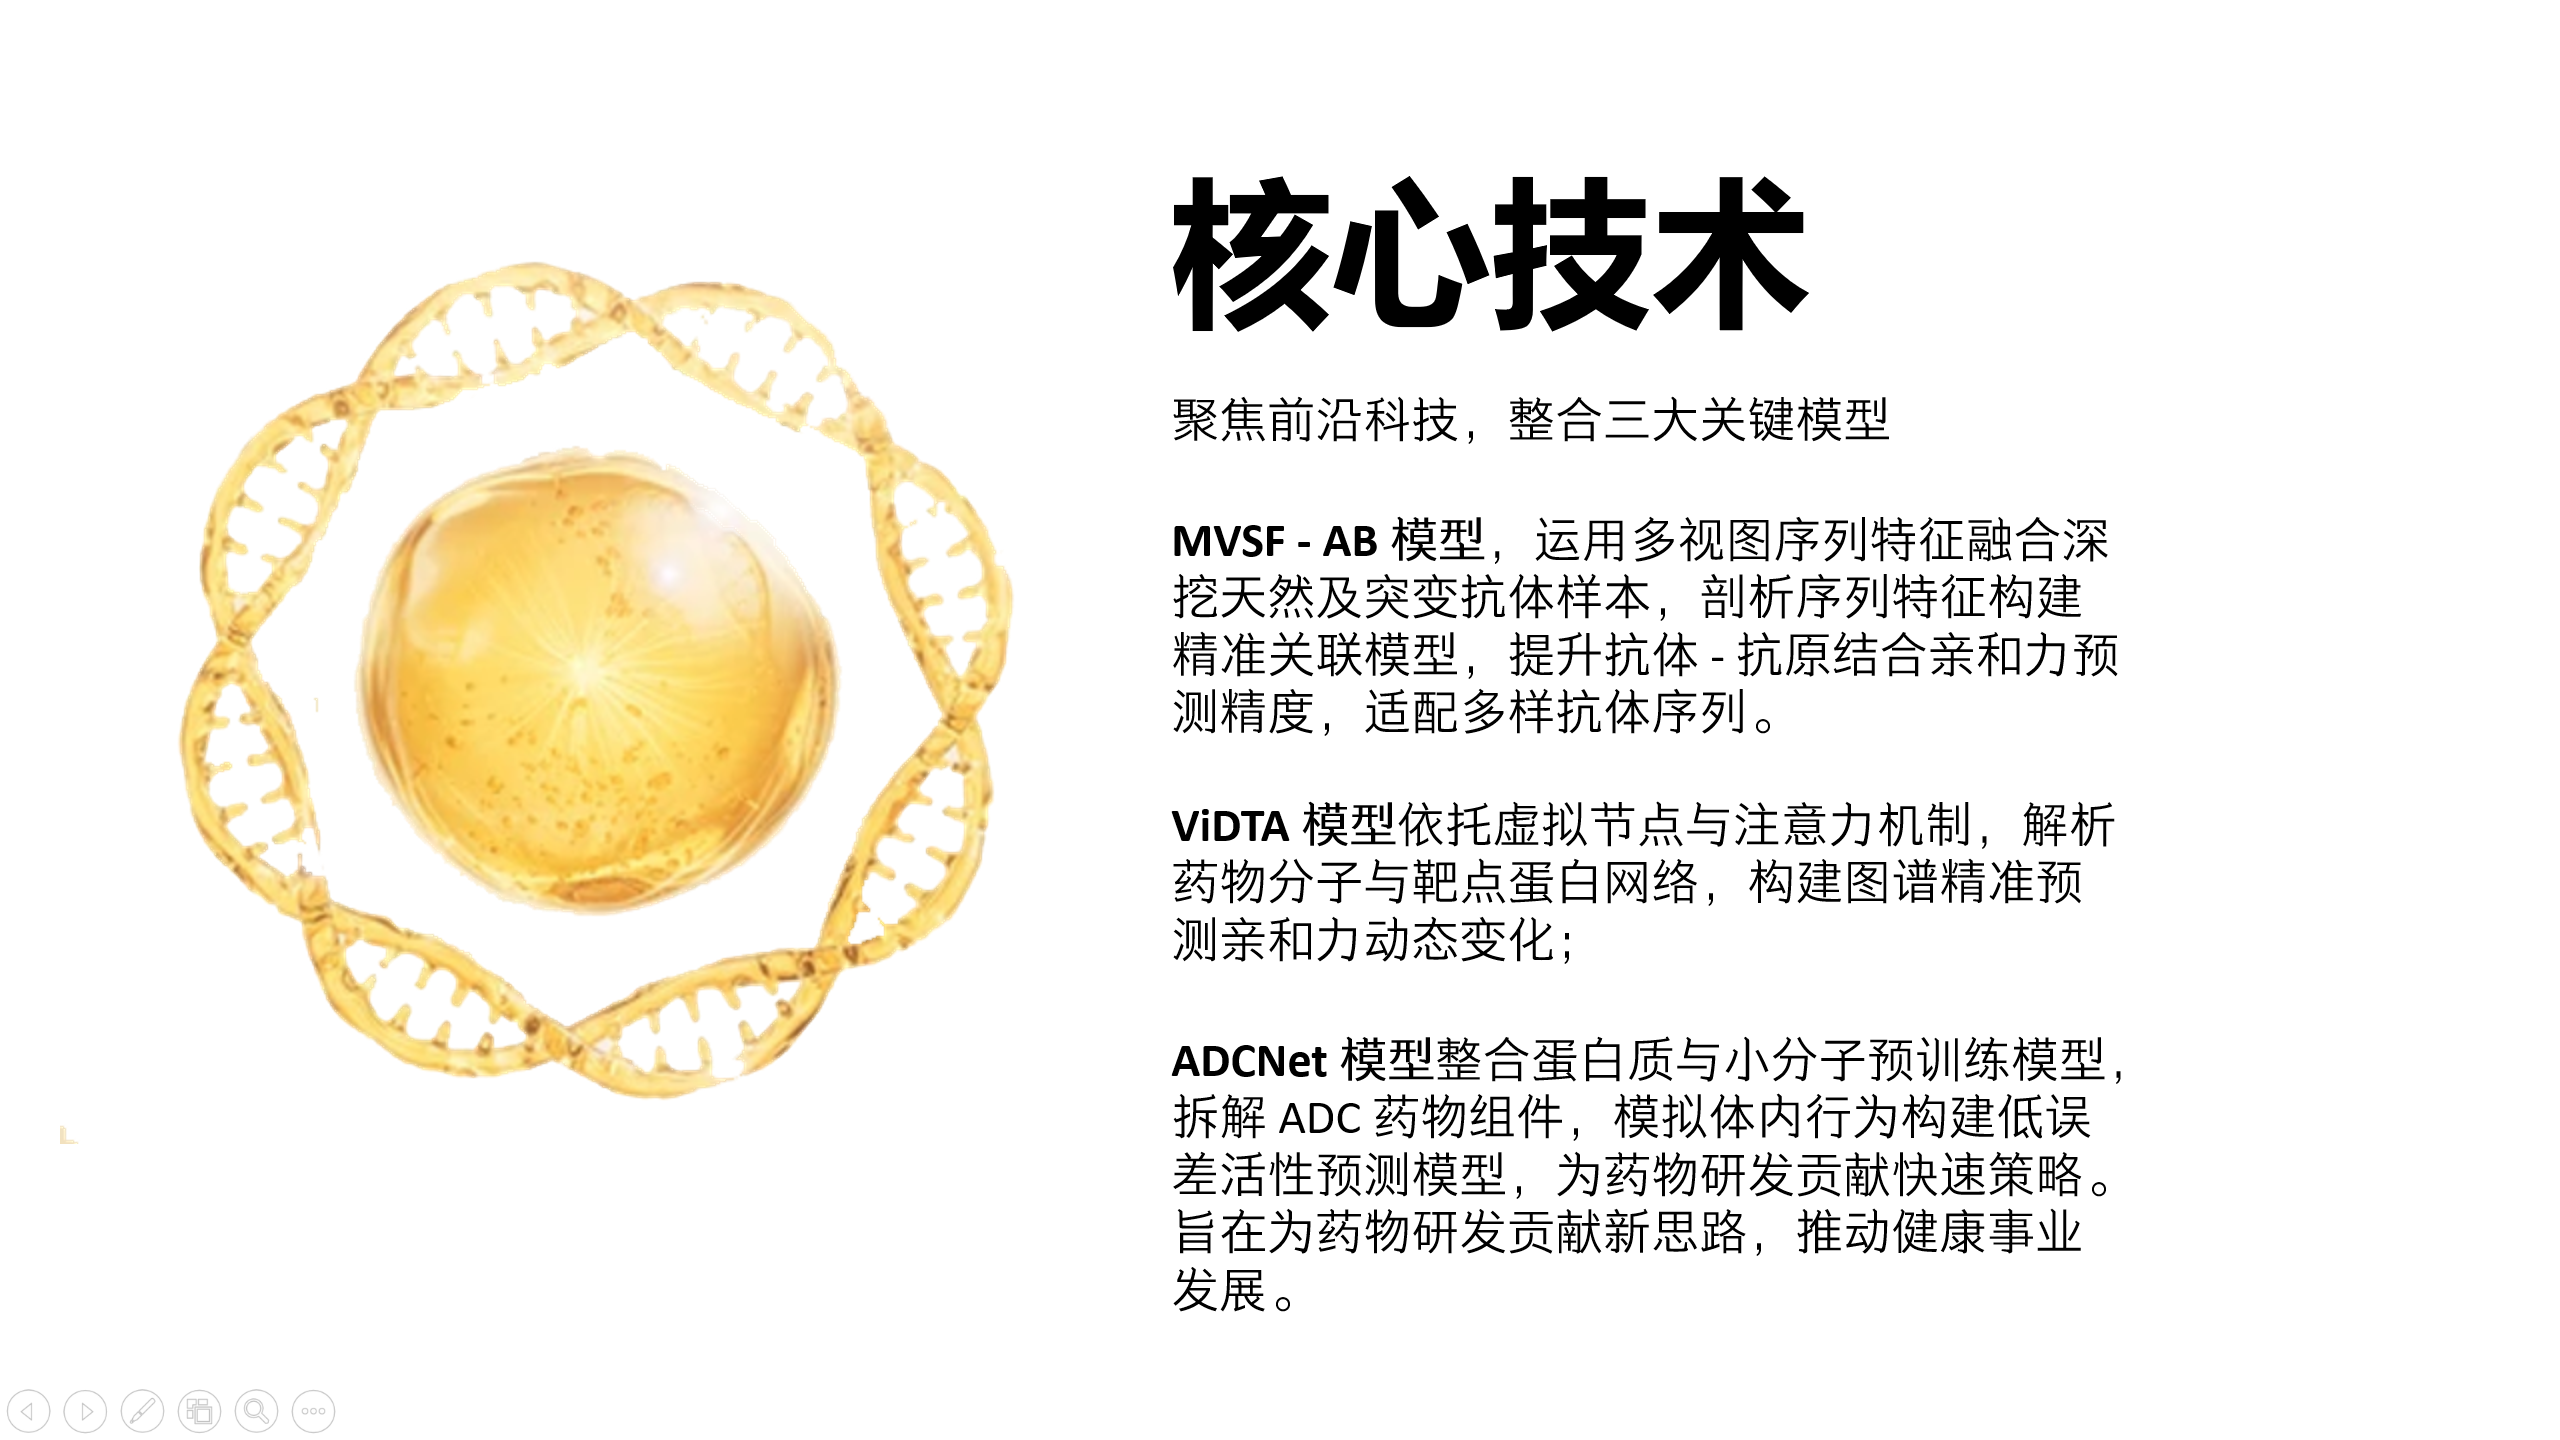 核心技术
聚焦前沿科技，整合三大关键模型
MVSF - AB 模型，运用多视图序列特征融合深
挖天然及突变抗体样本，剖析序列特征构建
精准关联模型，提升抗体 - 抗原结合亲和力预
测精度，适配多样抗体序列。
ViDTA 模型依托虚拟节点与注意力机制，解析
药物分子与靶点蛋白网络，构建图谱精准预
测亲和力动态变化；
ADCNet 模型整合蛋白质与小分子预训练模型，
拆解 ADC 药物组件，模拟体内行为构建低误
差活性预测模型，为药物研发贡献快速策略。
旨在为药物研发贡献新思路，推动健康事业
发展。